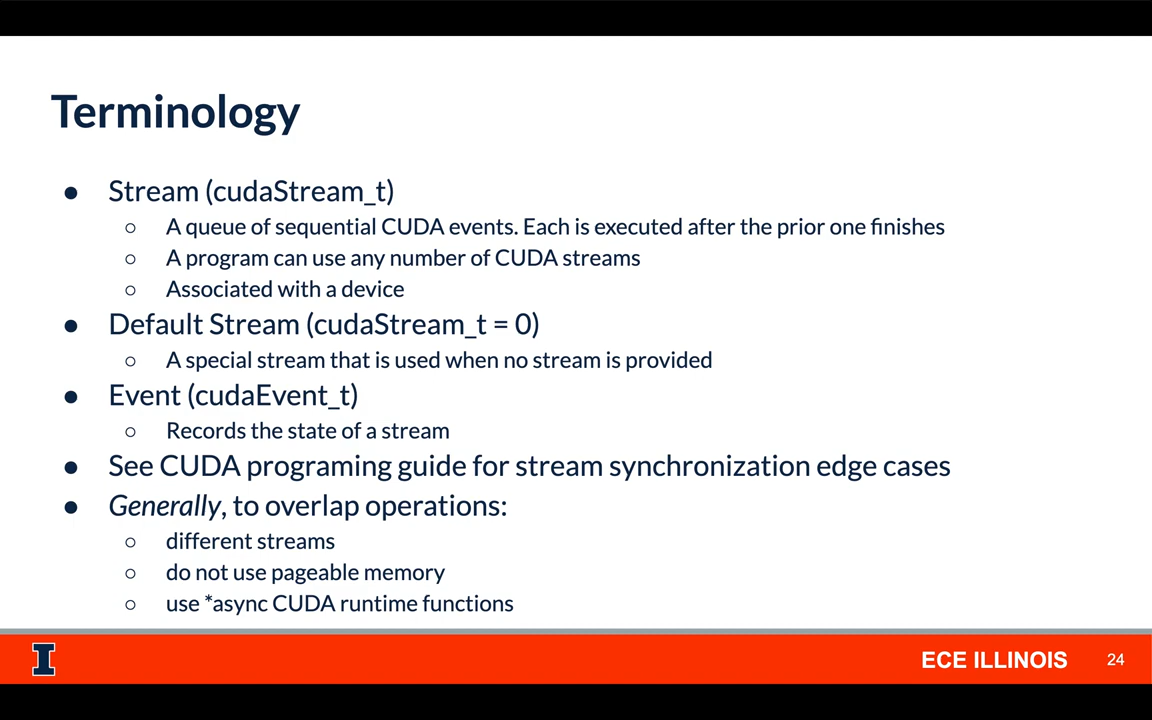 Terminology
● Stream (cudaStream_t)
○ A queue of sequential CUDA events. Each is executed after the prior one finishes
○ A program can use any number of CUDA streams
○ Associated with a device
● Default Stream (cudaStream_t = 0)
○ A special stream that is used when no stream is provided
● Event (cudaEvent_t)
○ Records the state of a stream
● See CUDA programing guide for stream synchronization edge cases
● Generally, to overlap operations:
○ different streams
○ do not use pageable memory
○ use *async CUDA runtime functions
I
ECE ILLINOIS
24